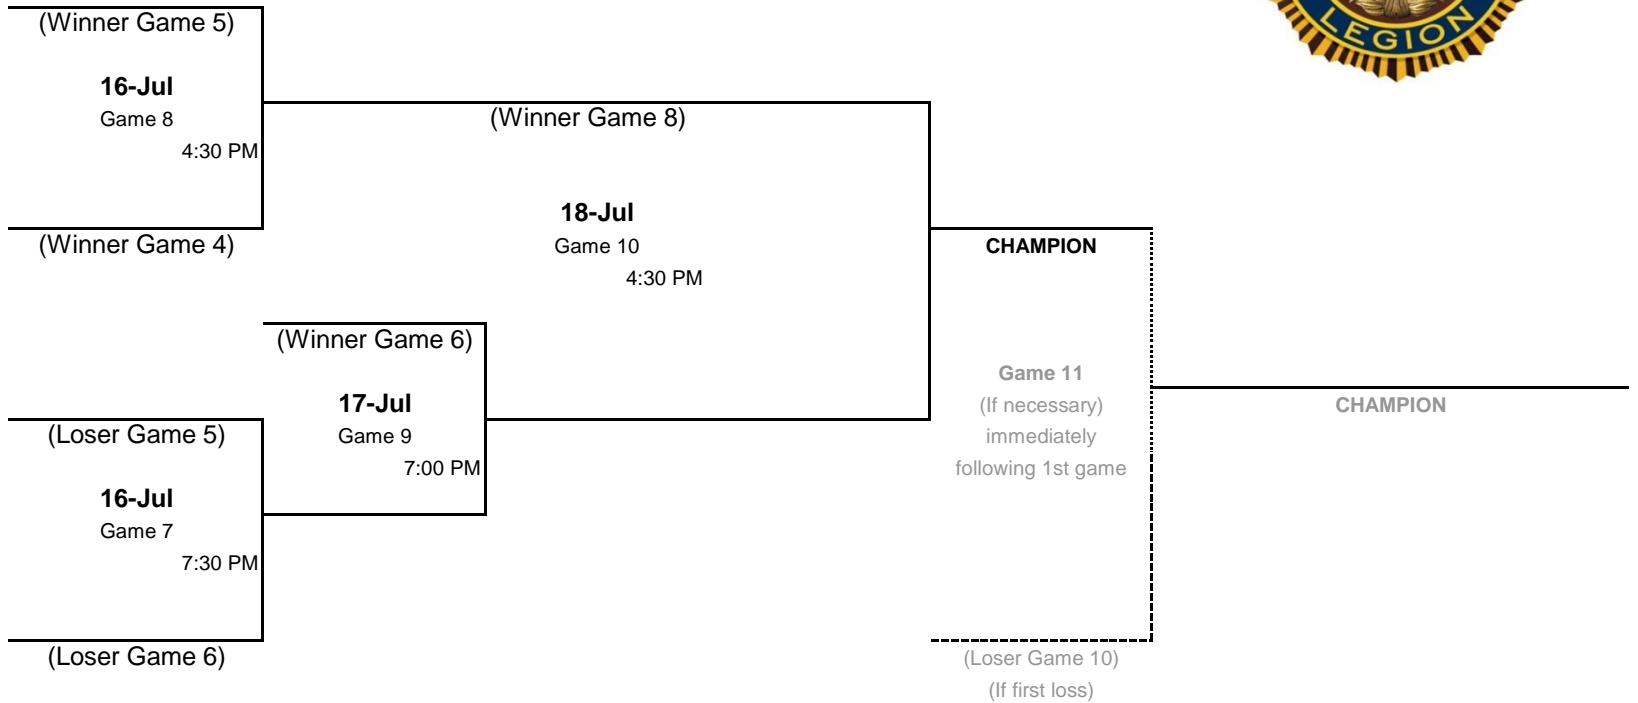 (Winner Game 5)
LEGION
16-Jul
Game 8
(Winner Game 8)
4:30 PM
18-Jul
(Winner Game 4)
Game 10
CHAMPION
4:30 PM
(Winner Game 6)
Game 11
17-Jul
(If necessary)
CHAMPION
(Loser Game 5)
Game 9
immediately
7:00 PM
following 1st game
16-Jul
Game 7
7:30 PM
(Loser Game 6)
(Loser Game 10)
(If first loss)